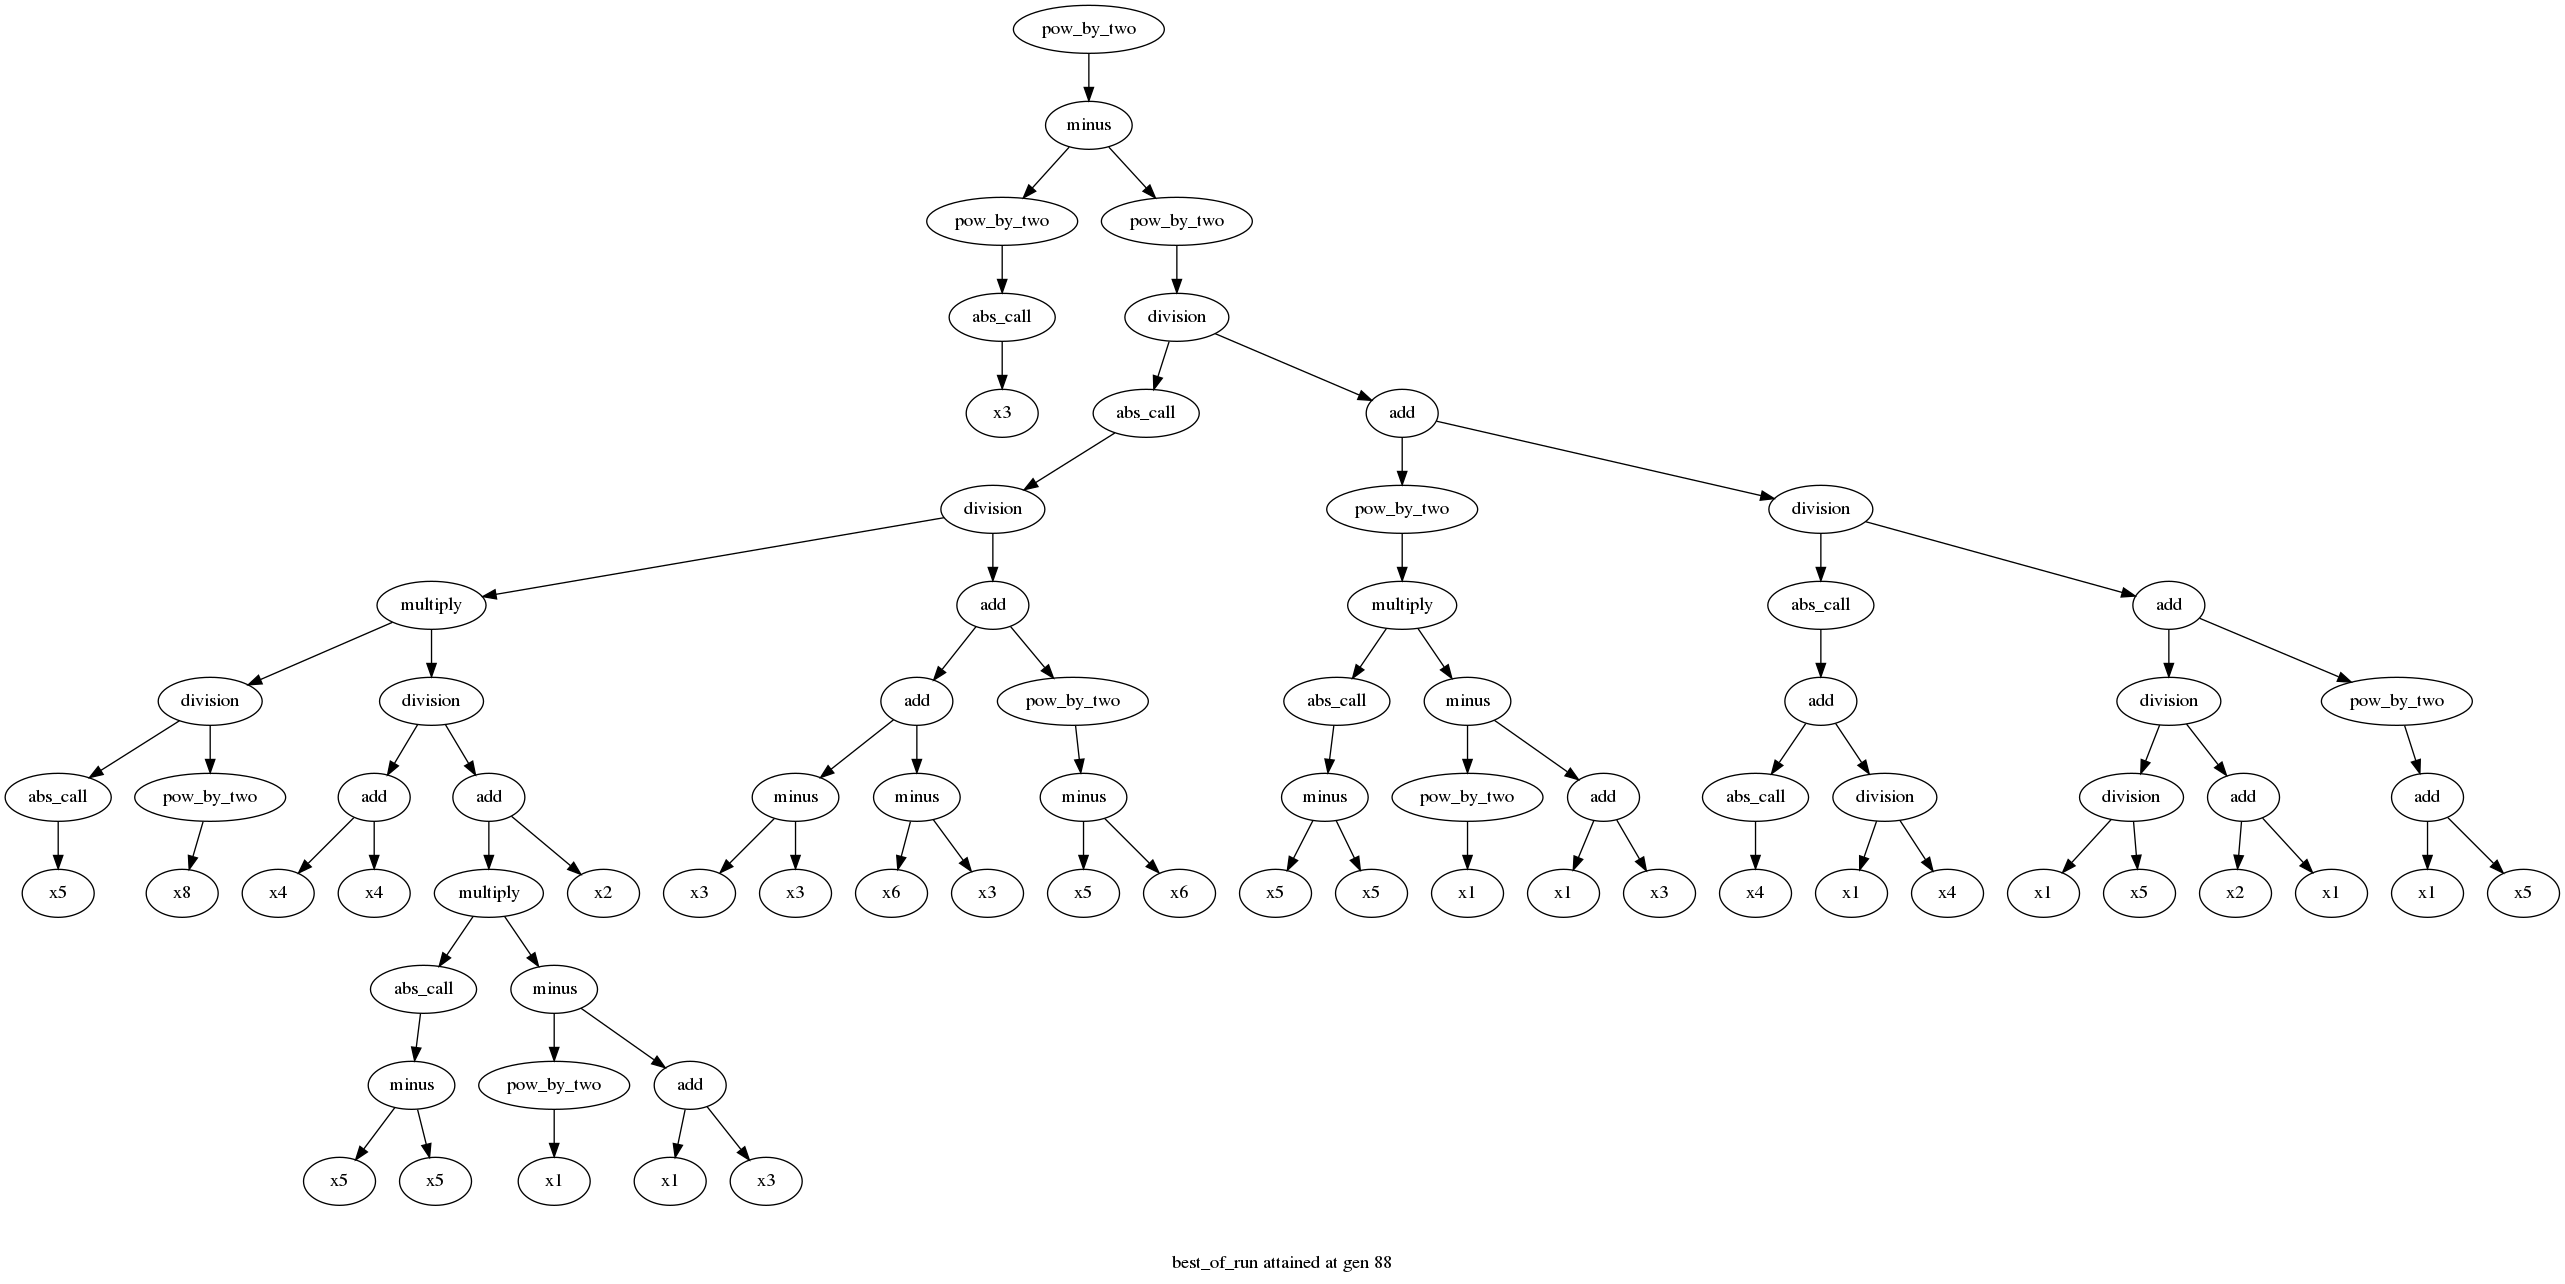 pow_by_two
minus
pow_by_two pow_by_two
abs_call division
x3 abs_call add
division pow_by_two division
multiply add multiply abs_call add
division division add pow_by_two abs_call minus add division pow_by_two
abs_call pow_by_two add add minus minus minus minus pow_by_two add abs_call division division add add
x5 x8 x4 x4 multiply x2 x3 x3 x6 x3 x5 x6 x5 x5 x1 x1 x3 x4 x1 x4 x1 x5 x2 x1 x1 x5
abs_call minus
minus pow_by_two add
x5 x5 x1 x1 x3
best_of_run attained at gen 88